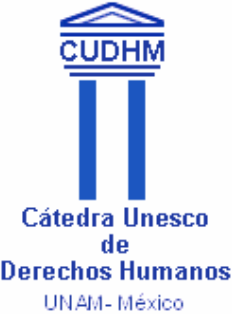 CUDHM
Cátedra Unesco
de
Derechos Humanos
UNAM- México